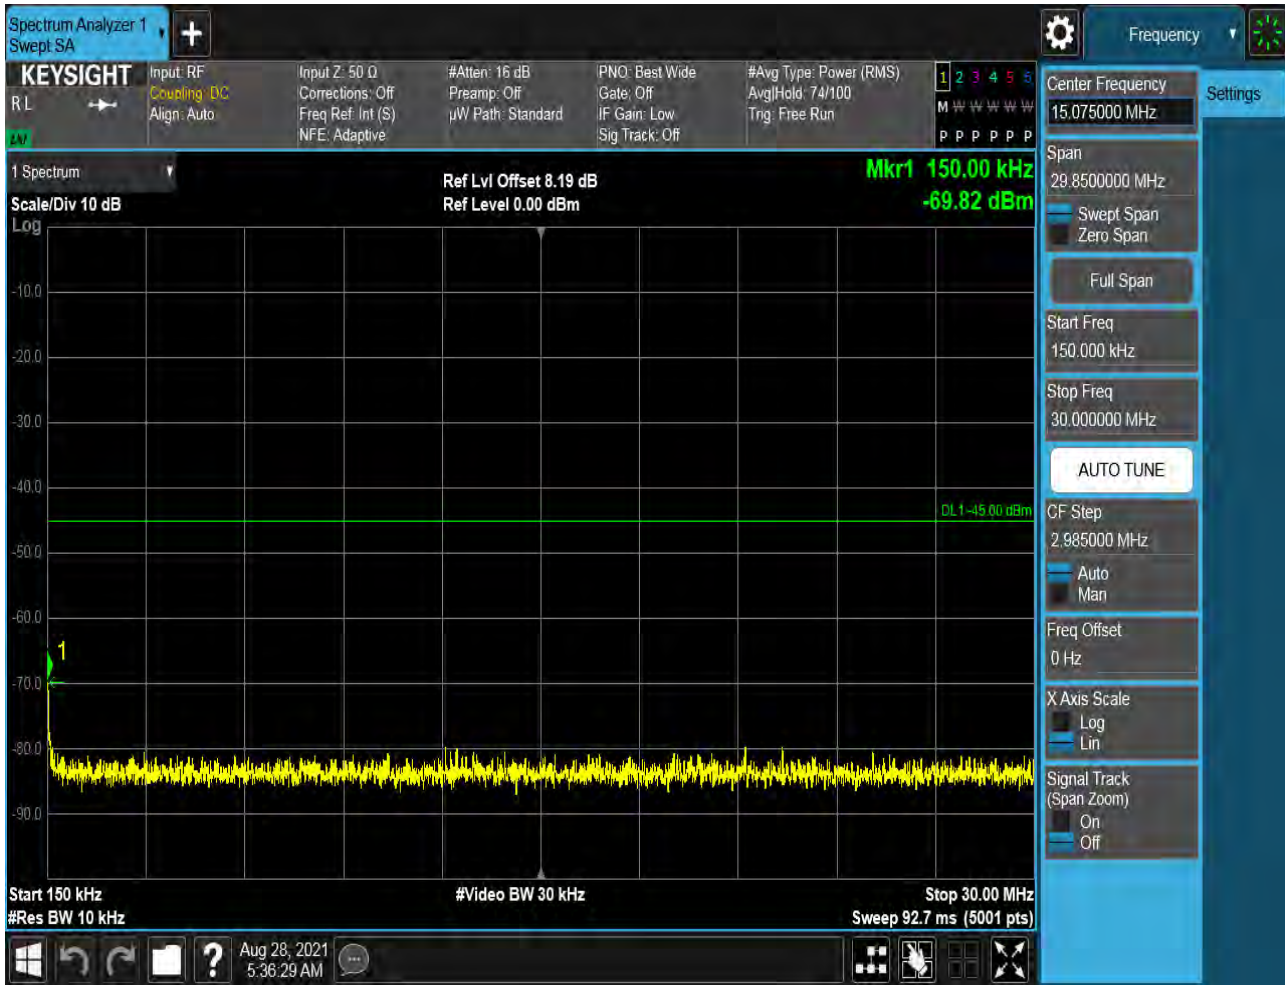 Spectrum Analyzer 1
Swept SA
Frequency
KEYSIGHT
R L
LXI
Input: RF
Coupling: DC
Align: Auto
Input Z: 50 Ω
Corrections: Off
Freq Ref: Int (S)
NFE: Adaptive
#Atten: 16 dB
Preamp: Off
µW Path: Standard
PNO: Best Wide
Gate: Off
IF Gain: Low
Sig Track: Off
#Avg Type: Power (RMS)
Avg|Hold: 74/100
Trig: Free Run
1 2 3 4 5 6
M W W W W W
P P P P P P
1 Spectrum
Scale/Div 10 dB
Log
Ref Lvl Offset 8.19 dB
Ref Level 0.00 dBm
Mkr1 150.00 kHz
-69.82 dBm
-10.0
-20.0
-30.0
-40.0
DL1 -45.00 dBm
-50.0
-60.0
1
-70.0
-80.0
-90.0
Start 150 kHz
#Res BW 10 kHz
#Video BW 30 kHz
Stop 30.00 MHz
Sweep 92.7 ms (5001 pts)
Center Frequency
15.075000 MHz
Settings
Span
29.8500000 MHz
Swept Span
Zero Span
Full Span
Start Freq
150.000 kHz
Stop Freq
30.000000 MHz
AUTO TUNE
CF Step
2.985000 MHz
Auto
Man
Freq Offset
0 Hz
X Axis Scale
Log
Lin
Signal Track
(Span Zoom)
On
Off
?
Aug 28, 2021
5:36:29 AM